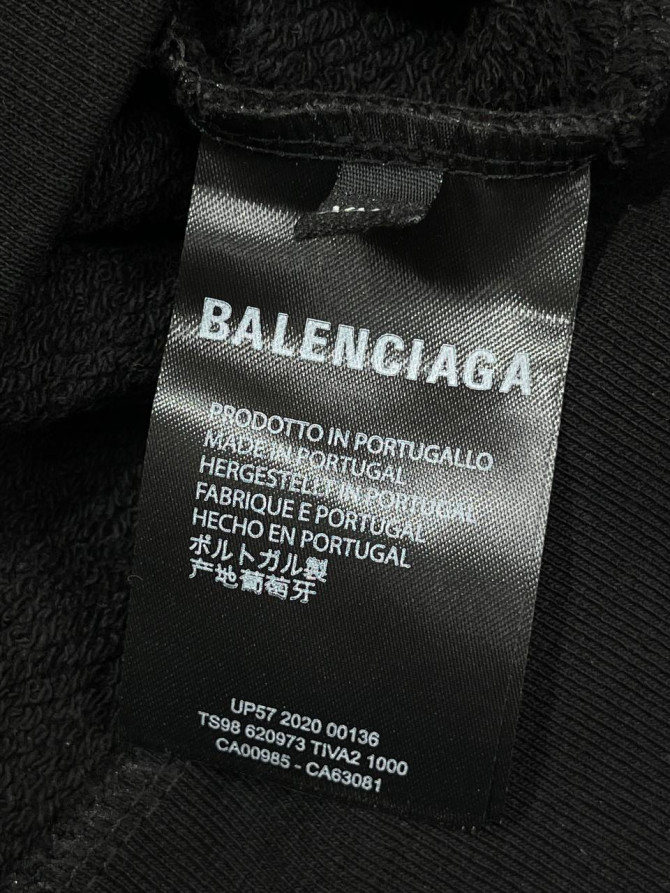 BALENCIAGA
PRODOTTO IN PORTUGALLO
MADE IN PORTUGAL
HERGESTELLT IN PORTUGAL
FABRIQUE E PORTUGAL
HECHO EN PORTUGAL
ポルトガル製
产地葡萄牙
UP57 2020 00136
TS98 620973 TIVA2 1000
CA00985 - CA63081